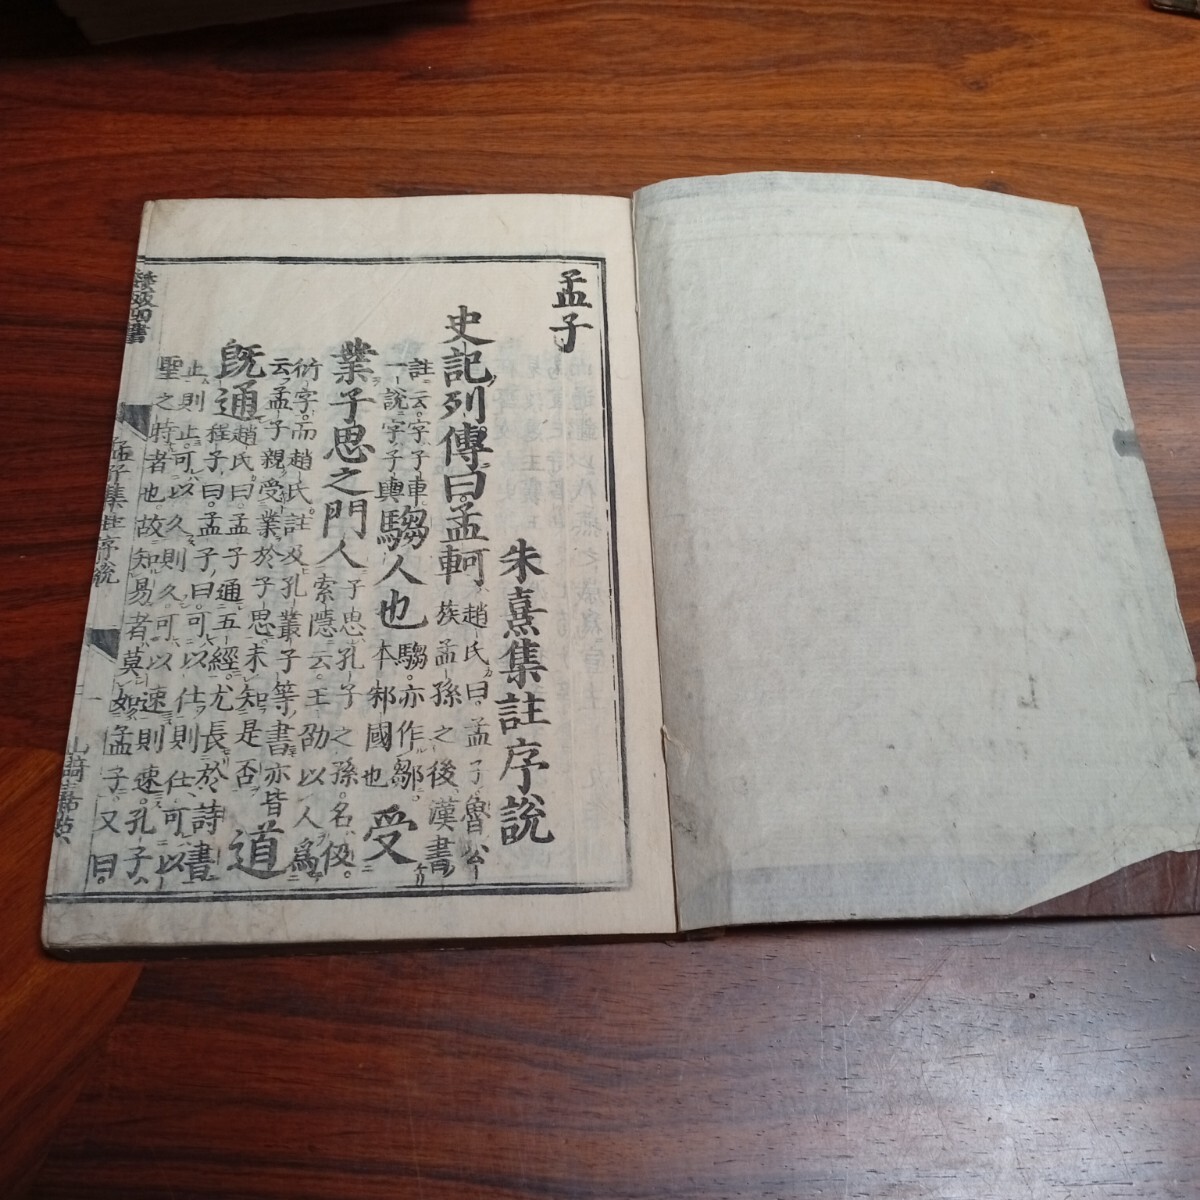 孟子
朱熹集註序說
史記列傳曰孟軻趙氏曰孟子魯公族孟孫之後漢書
註云字子車一說字子輿騶人也騶亦作鄒本邾國也受
業子思之門人子思孔子之孫名伋索隱云王劭以人爲
衍字而趙氏註及孔叢子等書亦皆云孟子親受業於子思未知是否道
既通趙氏曰孟子通五經尤長於詩書程子曰孟子曰可以仕則仕可以
止則止可以久則久可以速則速孔子
聖之時者也故知易者莫如孟子又曰
孟子集註序說
一
山崎嘉點